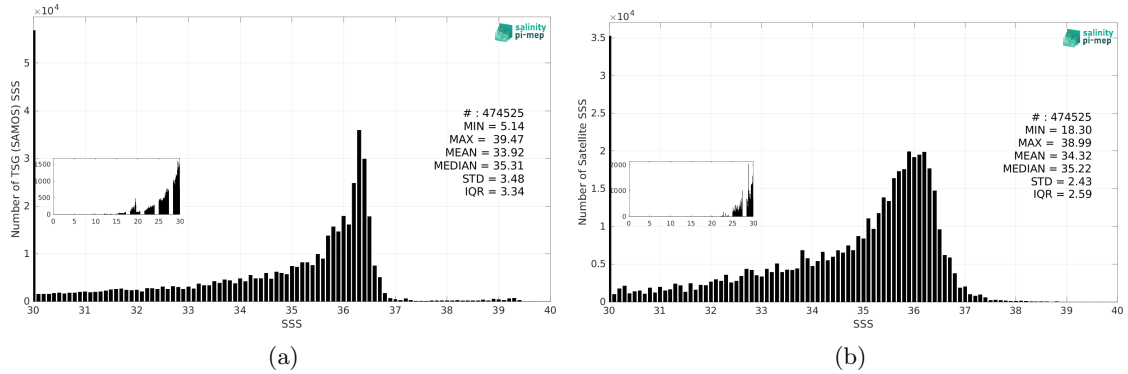 ×10⁴
salinity
pi-mep
5
4
3
2
1
0
Number of TSG (SAMOS) SSS
# : 474525
MIN = 5.14
MAX = 39.47
MEAN = 33.92
MEDIAN = 35.31
STD = 3.48
IQR = 3.34
1500
1000
500
0
0 5 10 15 20 25 30
30 31 32 33 34 35 36 37 38 39 40
SSS
(a)
×10⁴
salinity
pi-mep
3.5
3
2.5
2
1.5
1
0.5
0
Number of Satellite SSS
# : 474525
MIN = 18.30
MAX = 38.99
MEAN = 34.32
MEDIAN = 35.22
STD = 2.43
IQR = 2.59
2000
1000
0
0 5 10 15 20 25 30
30 31 32 33 34 35 36 37 38 39 40
SSS
(b)